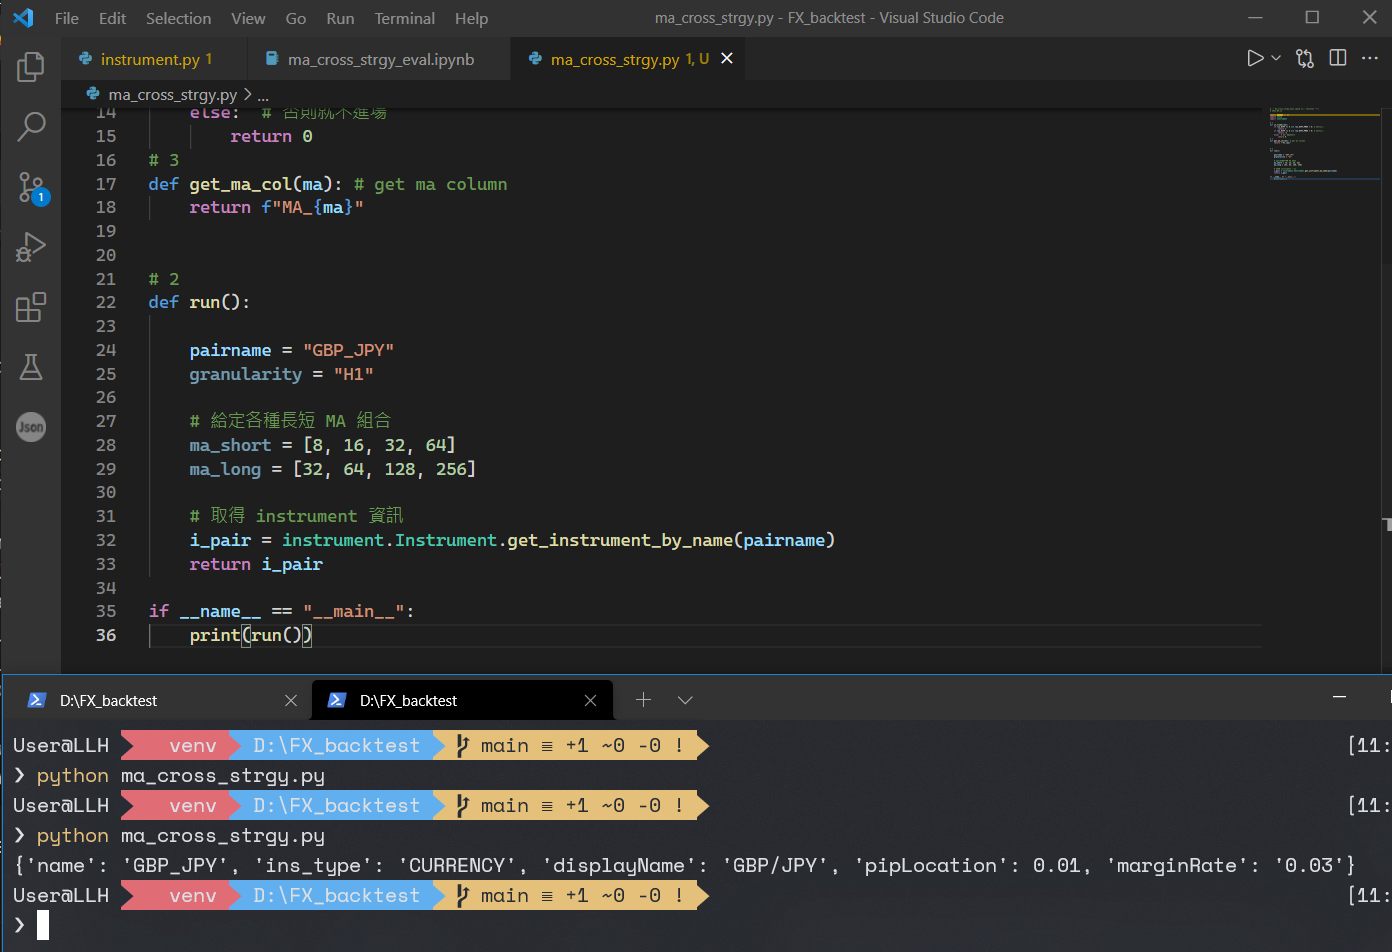 File Edit Selection View Go Run Terminal Help ma_cross_strgy.py - FX_backtest - Visual Studio Code
instrument.py 1 ma_cross_strgy_eval.ipynb ma_cross_strgy.py 1, U
ma_cross_strgy.py > ...
14 else: # 否則就不進場
15 return 0
16 # 3
17 def get_ma_col(ma): # get ma column
18 return f"MA_{ma}"
19
20
21 # 2
22 def run():
23
24 pairname = "GBP_JPY"
25 granularity = "H1"
26
27 # 給定各種長短 MA 組合
28 ma_short = [8, 16, 32, 64]
29 ma_long = [32, 64, 128, 256]
30
31 # 取得 instrument 資訊
32 i_pair = instrument.Instrument.get_instrument_by_name(pairname)
33 return i_pair
34
35 if __name__ == "__main__":
36 print(run())
1
Json
D:\FX_backtest D:\FX_backtest
User@LLH venv D:\FX_backtest main ≡ +1 ~0 -0 ! [11:
❯ python ma_cross_strgy.py
User@LLH venv D:\FX_backtest main ≡ +1 ~0 -0 ! [11:
❯ python ma_cross_strgy.py
{'name': 'GBP_JPY', 'ins_type': 'CURRENCY', 'displayName': 'GBP/JPY', 'pipLocation': 0.01, 'marginRate': '0.03'}
User@LLH venv D:\FX_backtest main ≡ +1 ~0 -0 ! [11:
❯